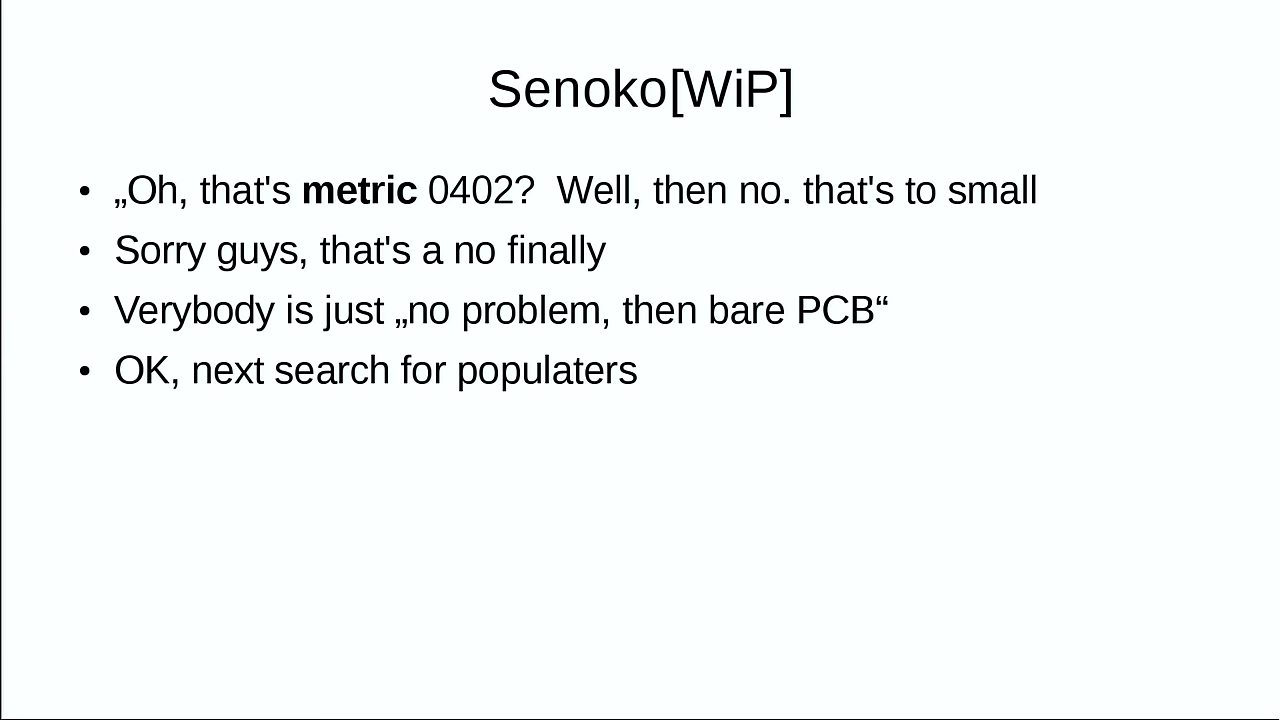 Senoko[WiP]
• „Oh, that's metric 0402?  Well, then no. that's to small
• Sorry guys, that's a no finally
• Verybody is just „no problem, then bare PCB“
• OK, next search for populaters